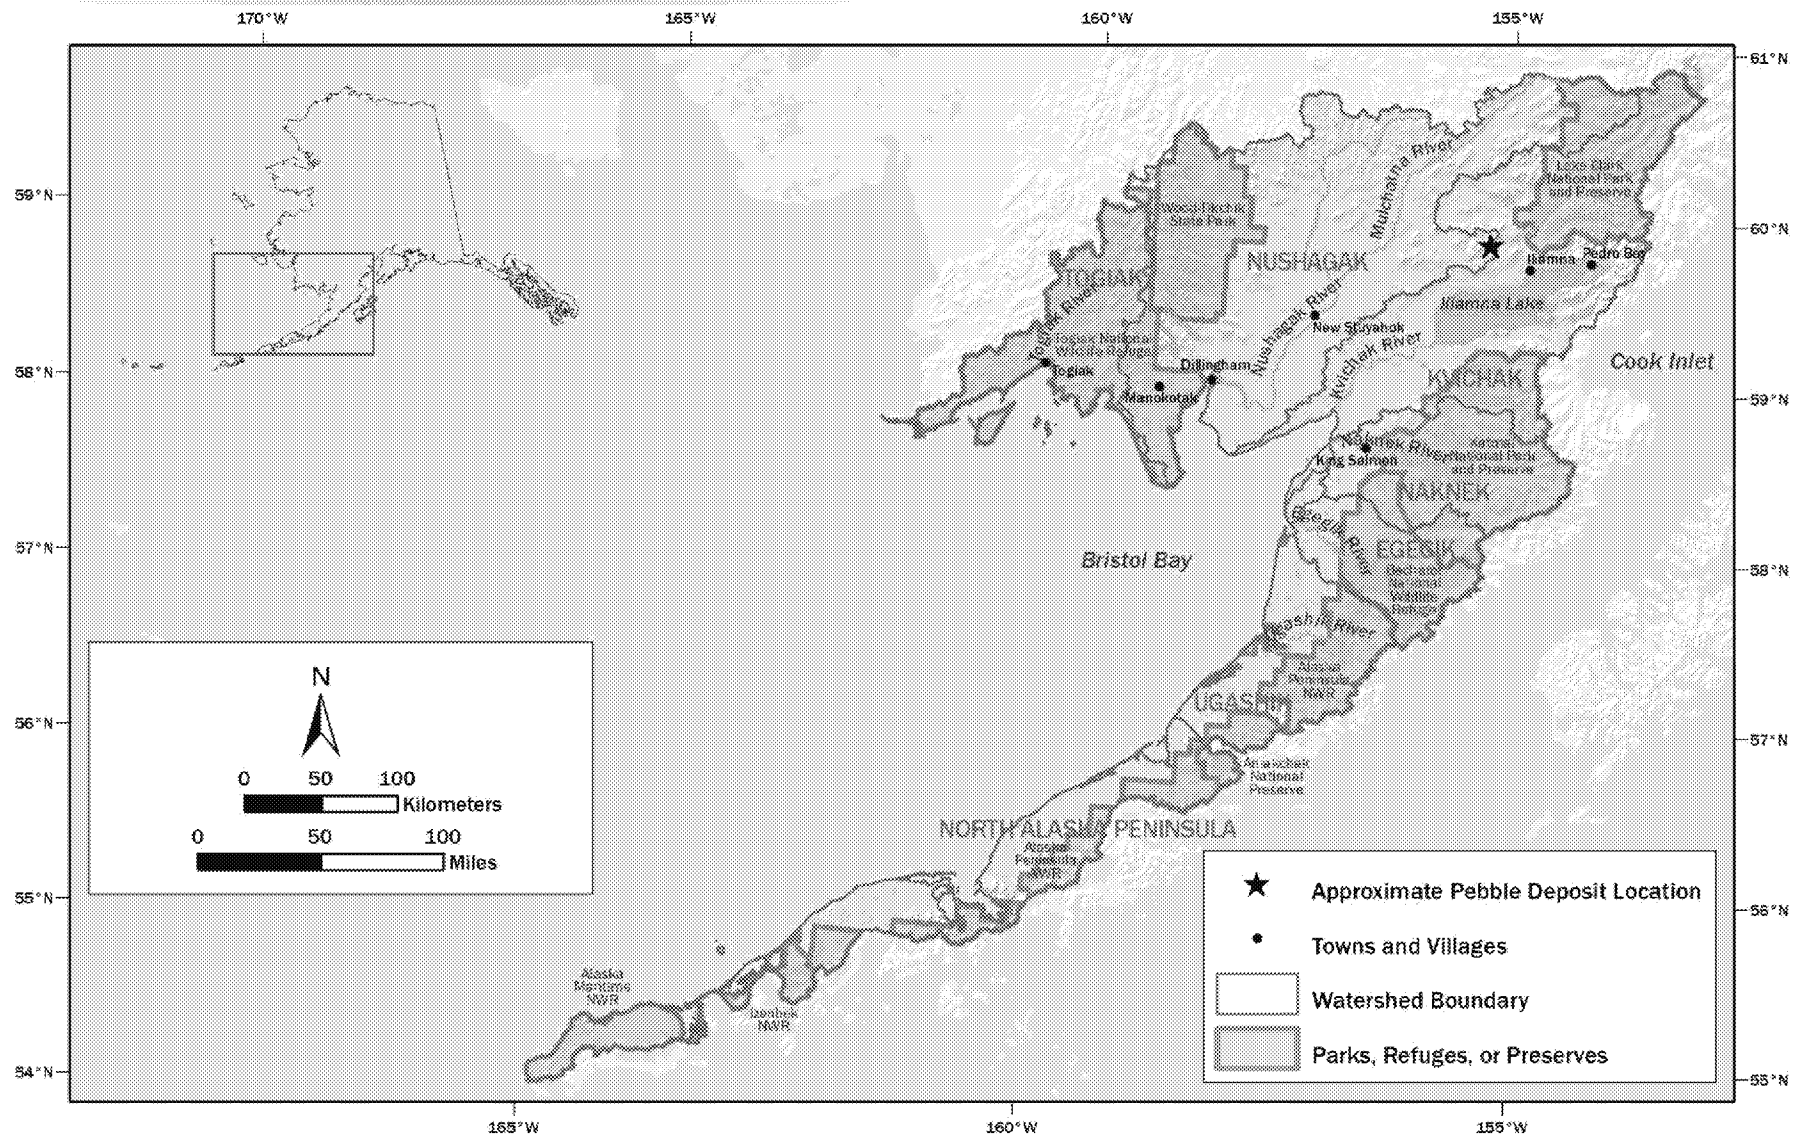 170°W 165°W 160°W 155°W
61°N
59°N
60°N
58°N
59°N
57°N
58°N
56°N
57°N
55°N
56°N
54°N
55°N
165°W 160°W 155°W
Mulchatna River
Lake Clark
National Park
and Preserve
Wood-Tikchik
State Park
NUSHAGAK
TOGIAK
Togiak River
Iliamna
Pedro Bay
Iliamna Lake
Nushagak River
New Stuyahok
Kvichak River
Togiak National
Wildlife Refuge
Togiak
Dillingham
Manokotak
Cook Inlet
KVICHAK
Naknek River
King Salmon
Katmai
National Park
and Preserve
NAKNEK
Egegik River
EGEGIK
Becharof
National
Wildlife
Refuge
Bristol Bay
Ugashik River
Alaska
Peninsula
NWR
UGASHIK
Aniakchak
National
Preserve
NORTH ALASKA PENINSULA
Alaska
Peninsula
NWR
Alaska
Maritime
NWR
Izembek
NWR
N
0 50 100
Kilometers
0 50 100
Miles
Approximate Pebble Deposit Location
Towns and Villages
Watershed Boundary
Parks, Refuges, or Preserves